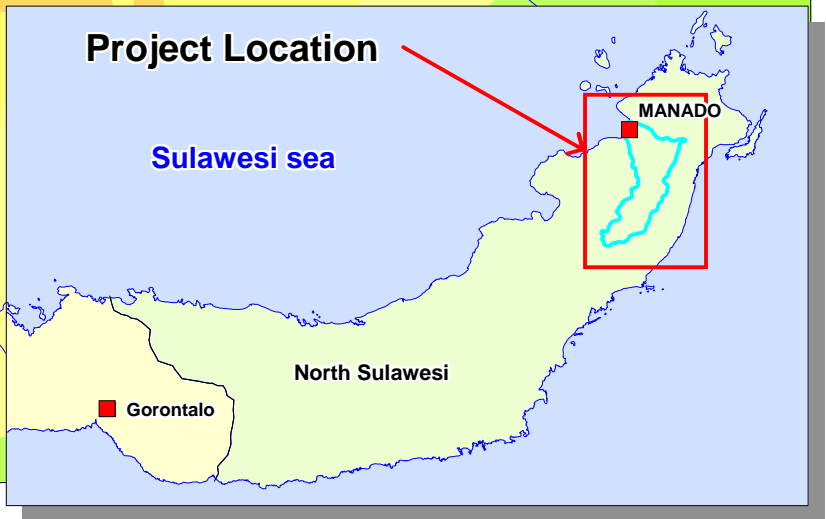 Project Location
MANADO
Sulawesi sea
North Sulawesi
Gorontalo